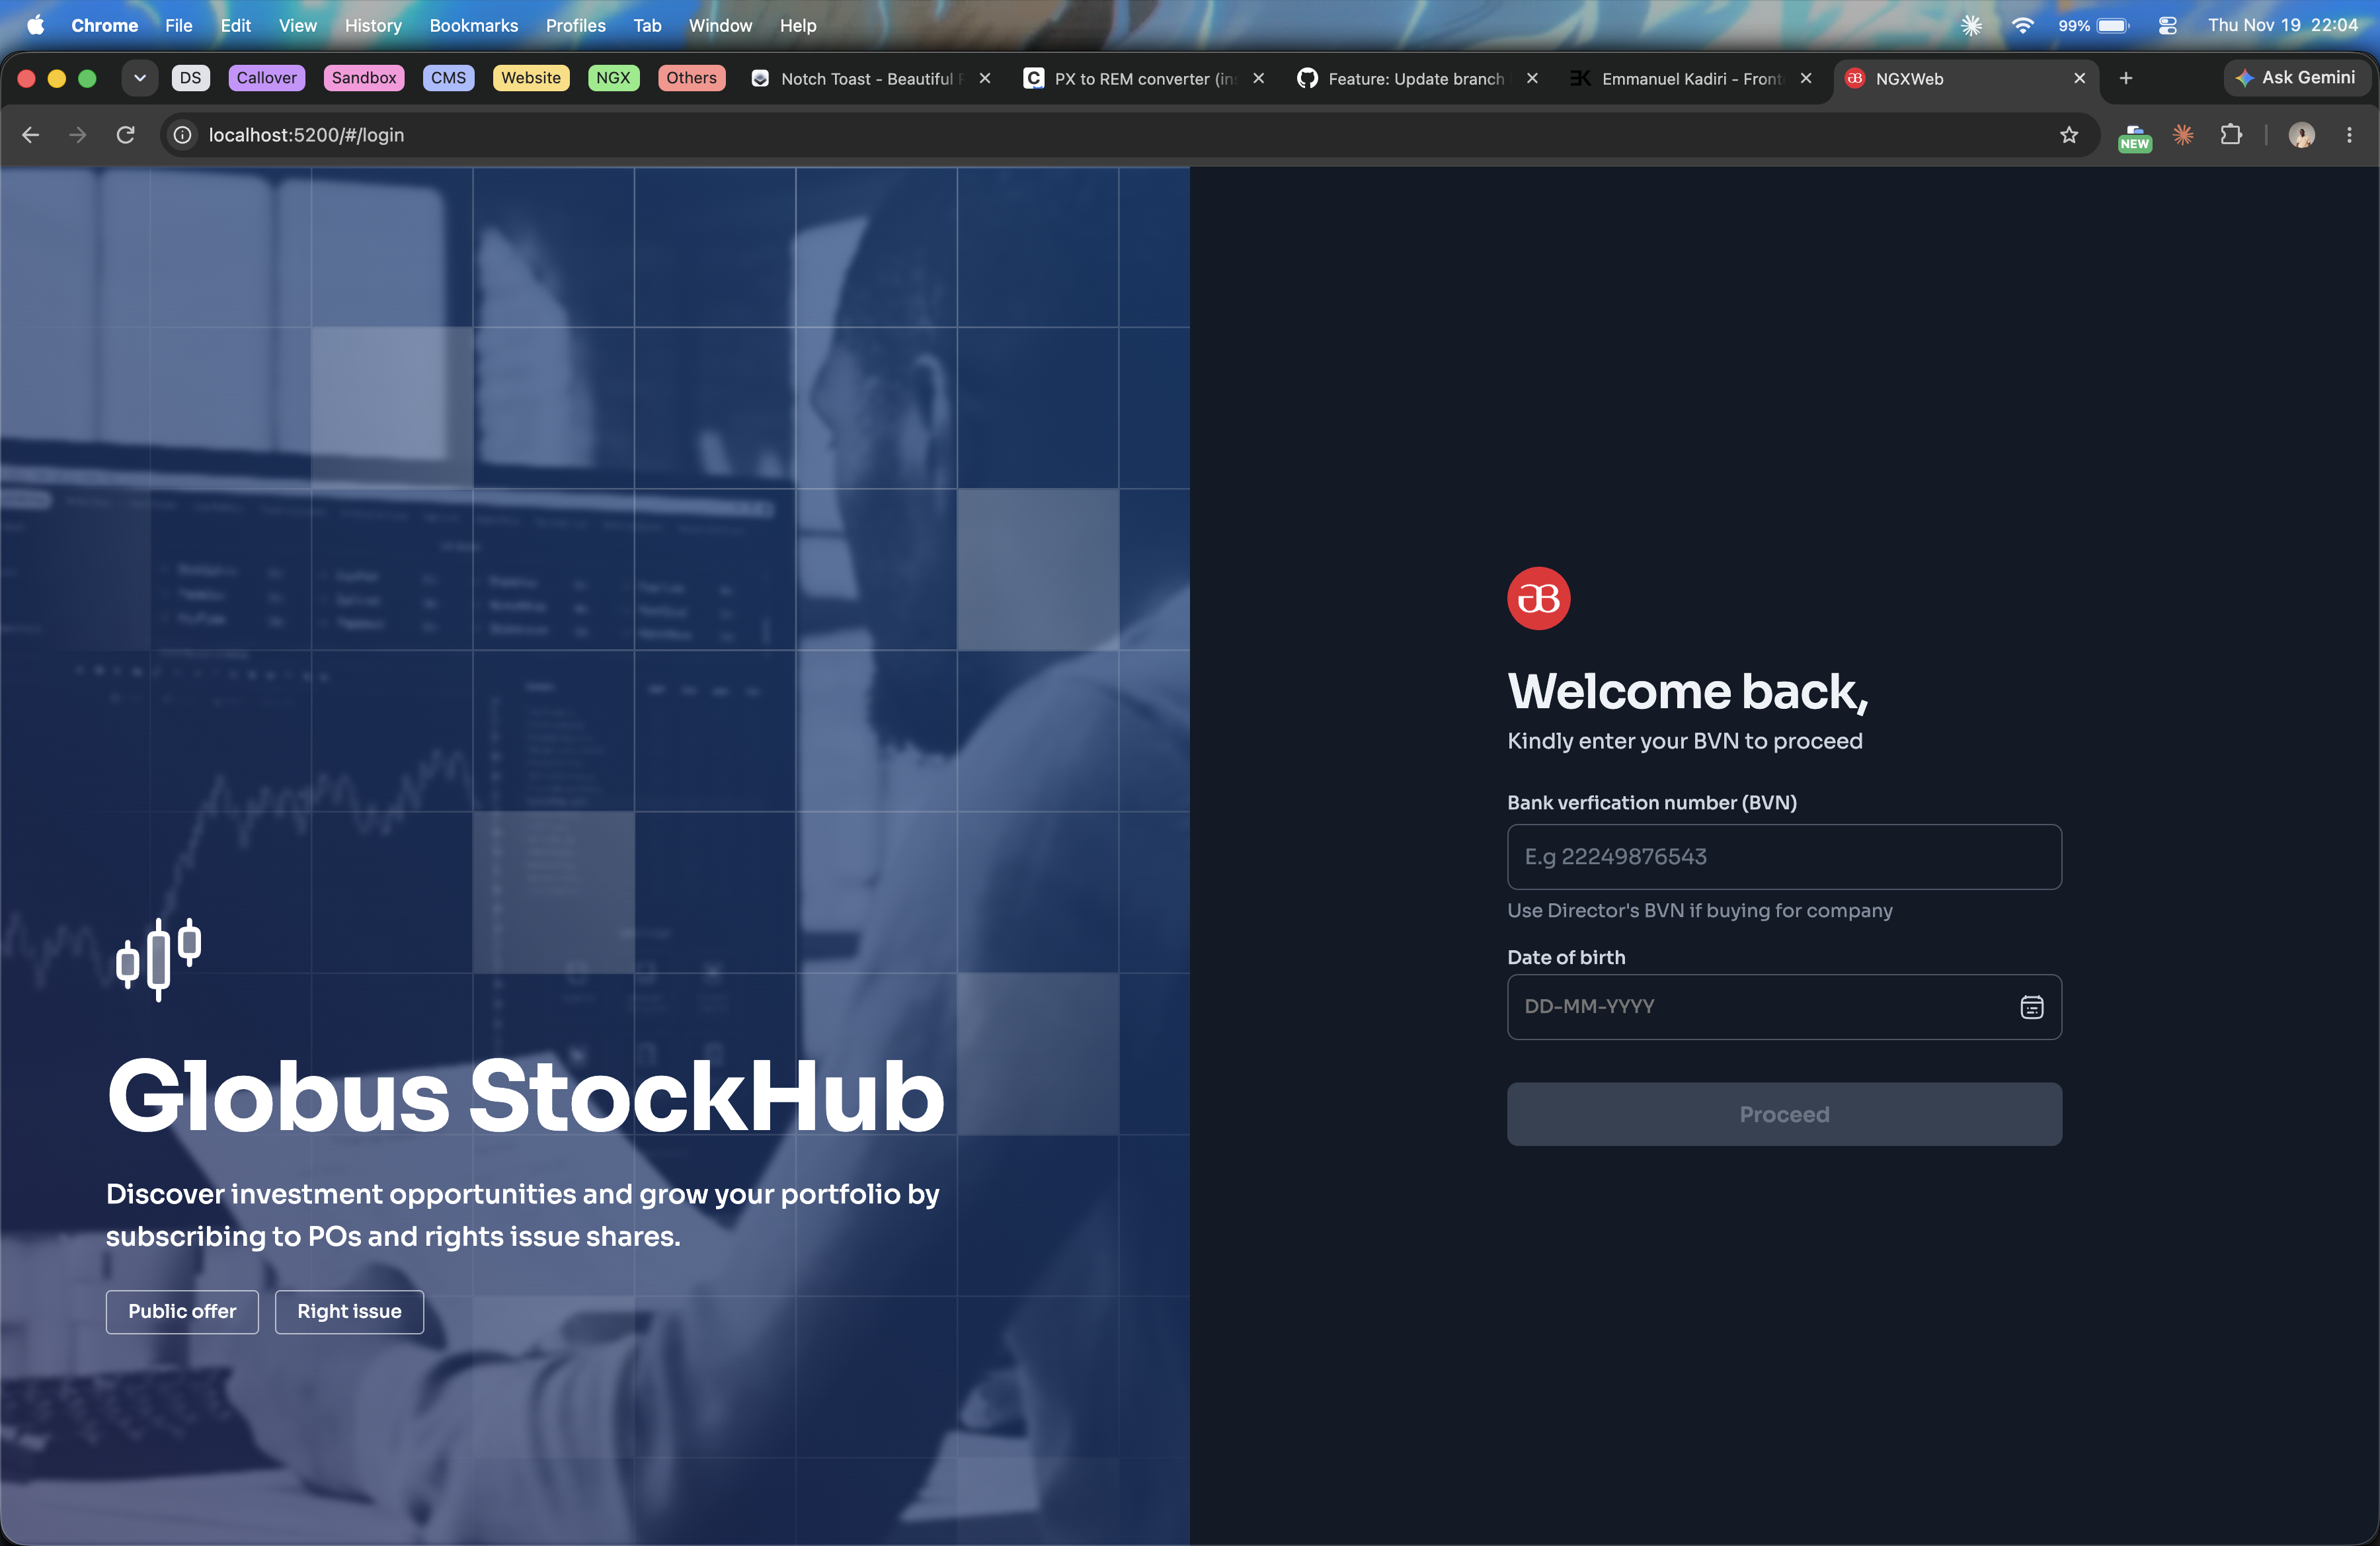 Chrome File Edit View History Bookmarks Profiles Tab Window Help 99% Thu Nov 19 22:04
DS Callover Sandbox CMS Website NGX Others Notch Toast - Beautiful PX to REM converter (in Feature: Update branch Emmanuel Kadiri - Front NGXWeb Ask Gemini
localhost:5200/#/login NEW
Globus StockHub
Discover investment opportunities and grow your portfolio by
subscribing to POs and rights issue shares.
Public offer Right issue
Welcome back,
Kindly enter your BVN to proceed
Bank verfication number (BVN)
E.g 22249876543
Use Director's BVN if buying for company
Date of birth
DD-MM-YYYY
Proceed